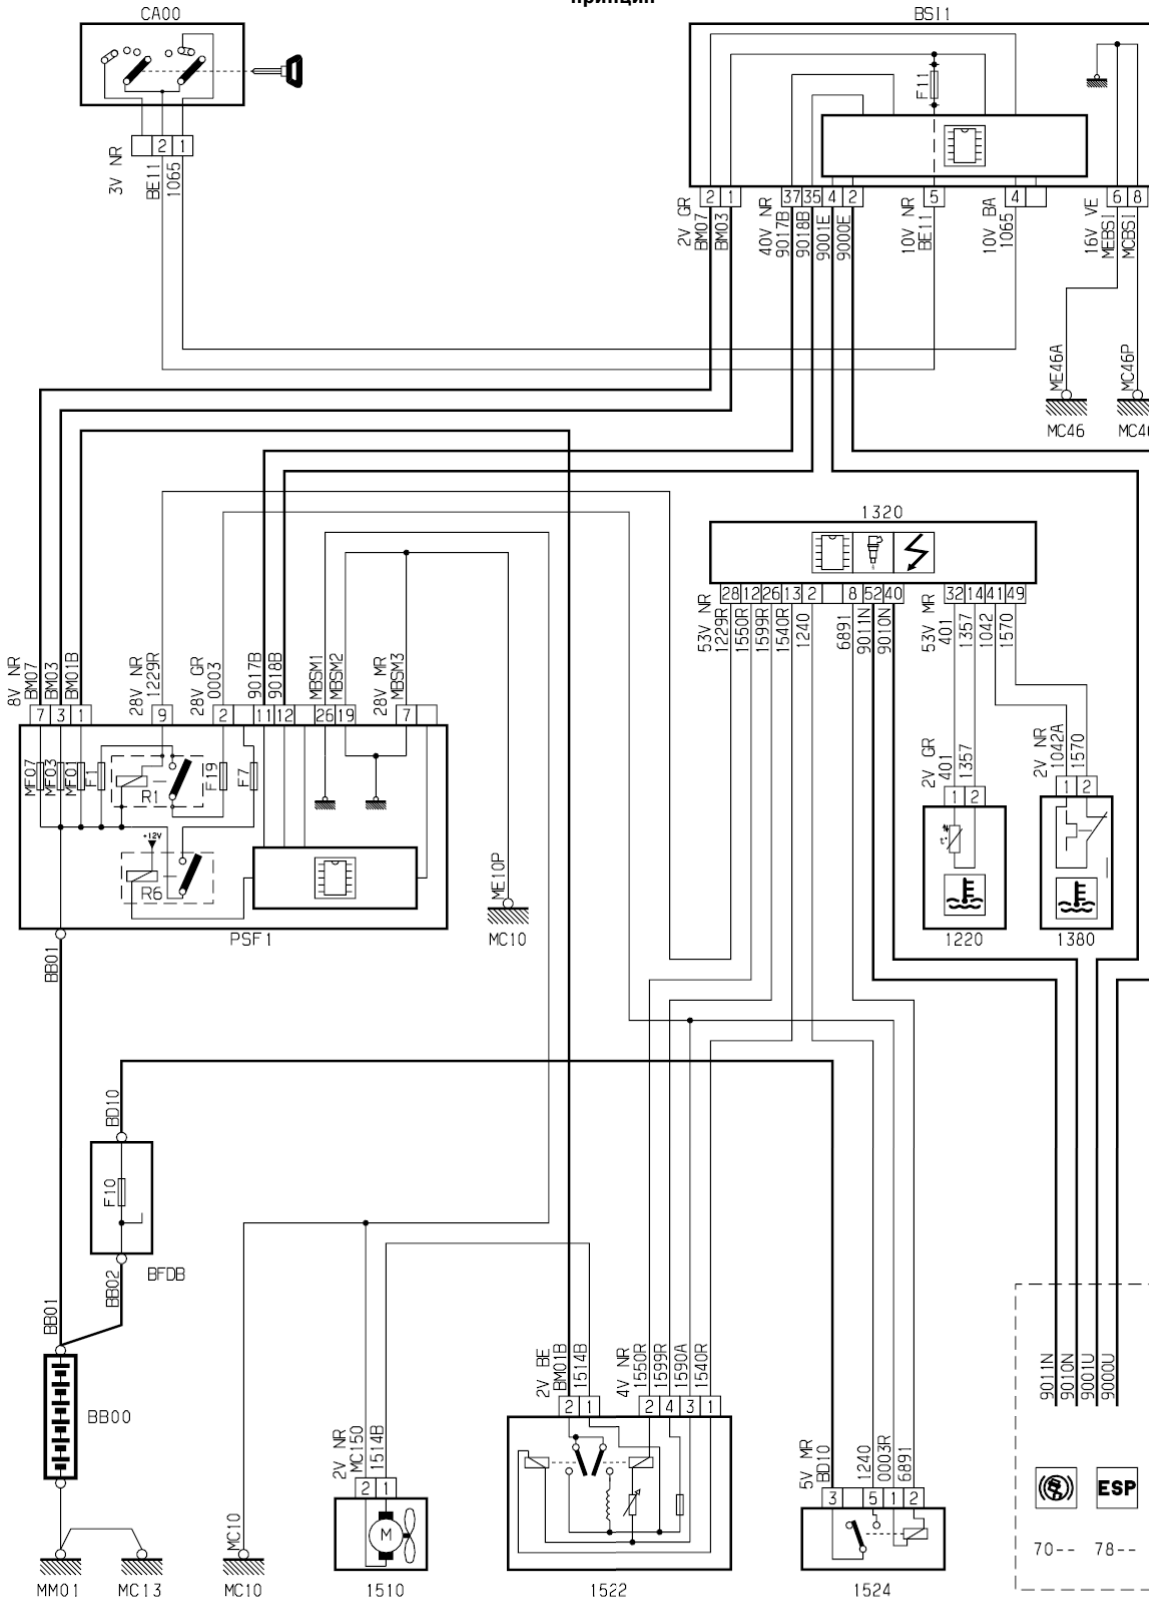 принцип
CA00
BSI1
F11
2
1
3V NR
BE11
1065
2
1
37
35
4
2
5
4
6
8
2V GR
BM07
BM03
40V NR
9017B
9018B
9001E
9000E
10V NR
BE11
10V BA
1065
16V VE
MEBSI
MCBSI
ME46A
MC46P
MC46
1320
28
12
26
13
2
8
52
40
32
14
41
49
53V NR
1229R
1550R
1599R
1540R
1240
6891
9011N
9010N
53V MR
401
1357
1042
1570
8V NR
BM07
BM03
BM01B
28V NR
1229R
28V GR
0003
9017B
9018B
MBSM1
MBSM2
28V MR
MBSM3
7
3
1
9
2
11
12
26
19
7
MF07
MF03
MF01
F1
R1
F19
F7
+12V
R6
PSF1
ME10P
MC10
2V GR
401
1357
1
2
1220
2V NR
1042A
1570
1
2
1380
BB01
BD10
F10
BFDB
BB02
BB01
BB00
MM01
MC13
MC10
MC10
2V NR
MC150
1514B
2
1
M
1510
2V BE
BM01B
1514B
4V NR
1550R
1599R
1590A
1540R
2
1
2
4
3
1
1522
5V MR
BD10
1240
0003R
6891
3
5
1
2
1524
9011N
9010N
9001U
9000U
ESP
70--
78--